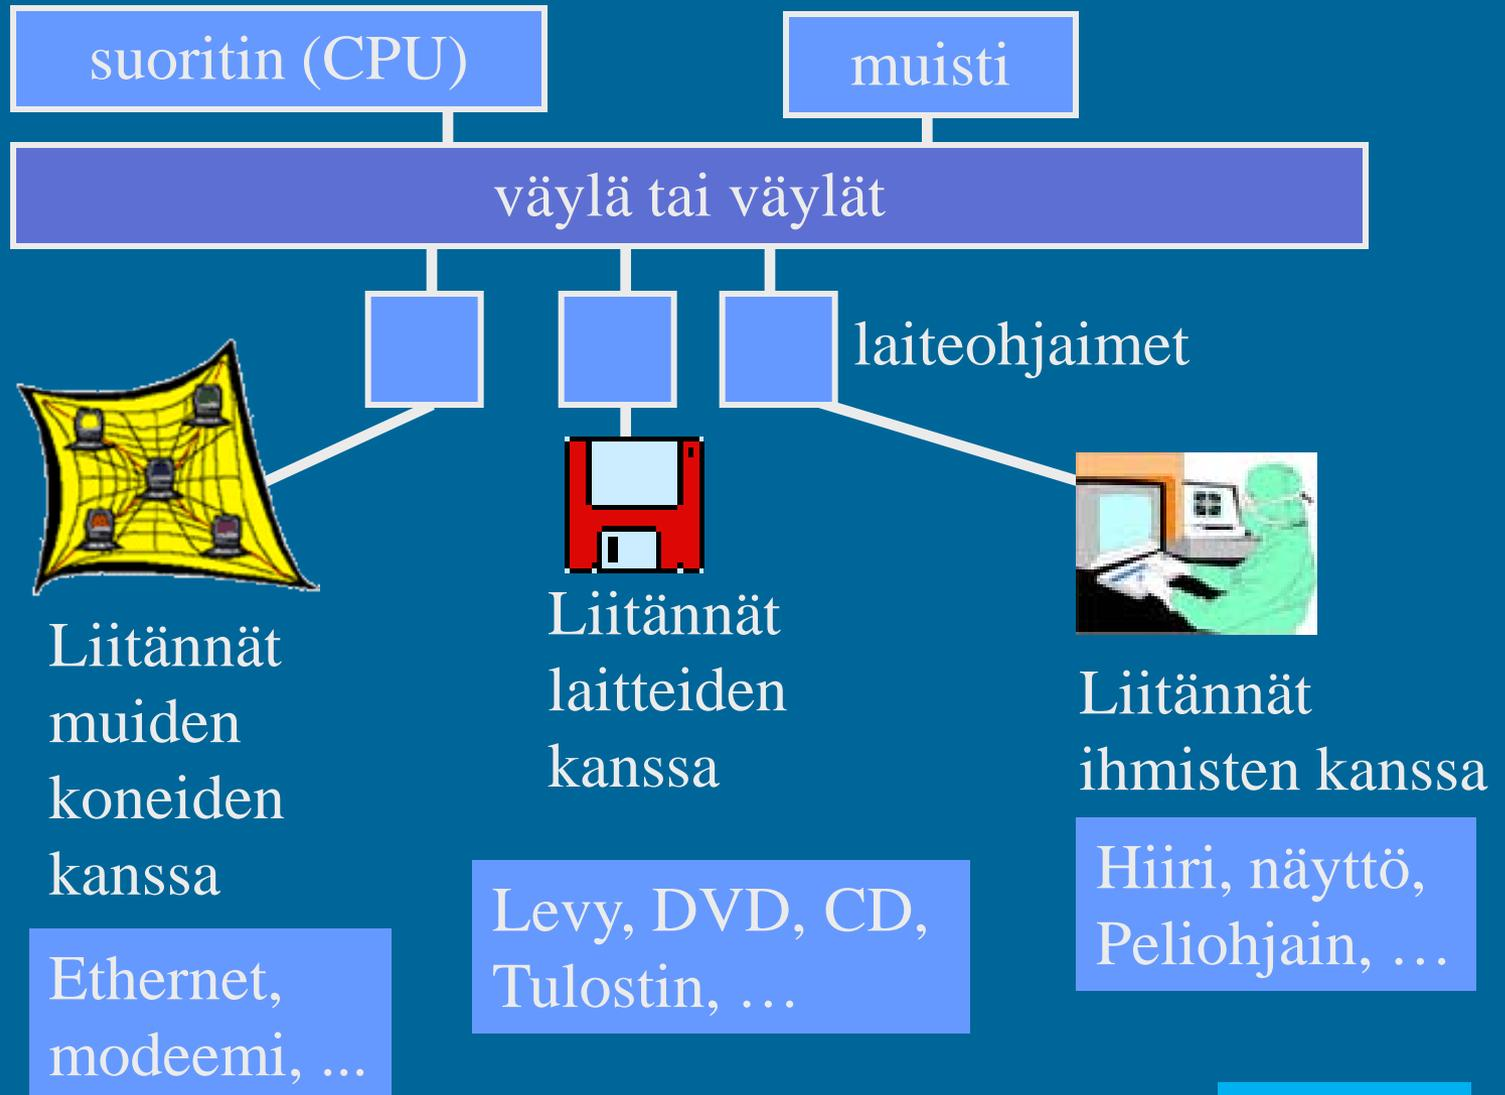 suoritin (CPU)
muisti
väylä tai väylät
laiteohjaimet
Liitännät
muiden
koneiden
kanssa
Ethernet,
modeemi, ...
Liitännät
laitteiden
kanssa
Levy, DVD, CD,
Tulostin, …
Liitännät
ihmisten kanssa
Hiiri, näyttö,
Peliohjain, …